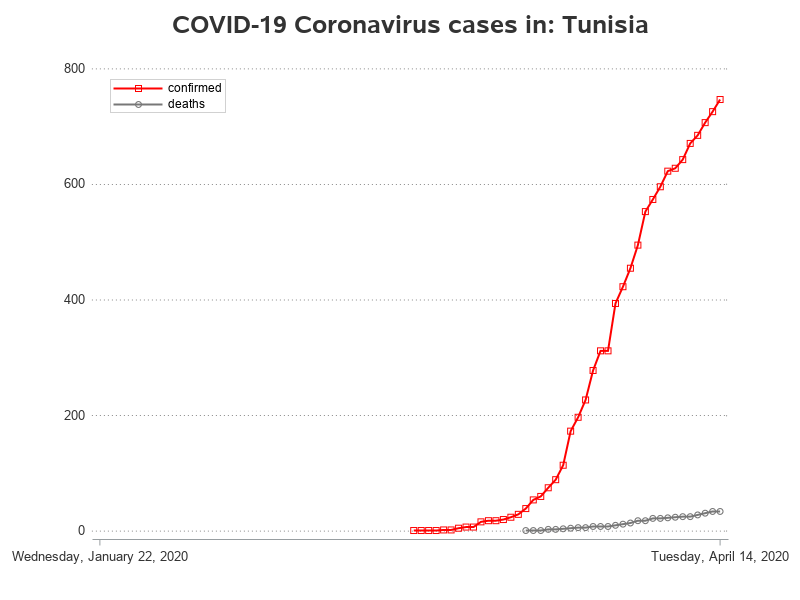 COVID-19 Coronavirus cases in: Tunisia
800
confirmed
deaths
600
400
200
0
Wednesday, January 22, 2020
Tuesday, April 14, 2020